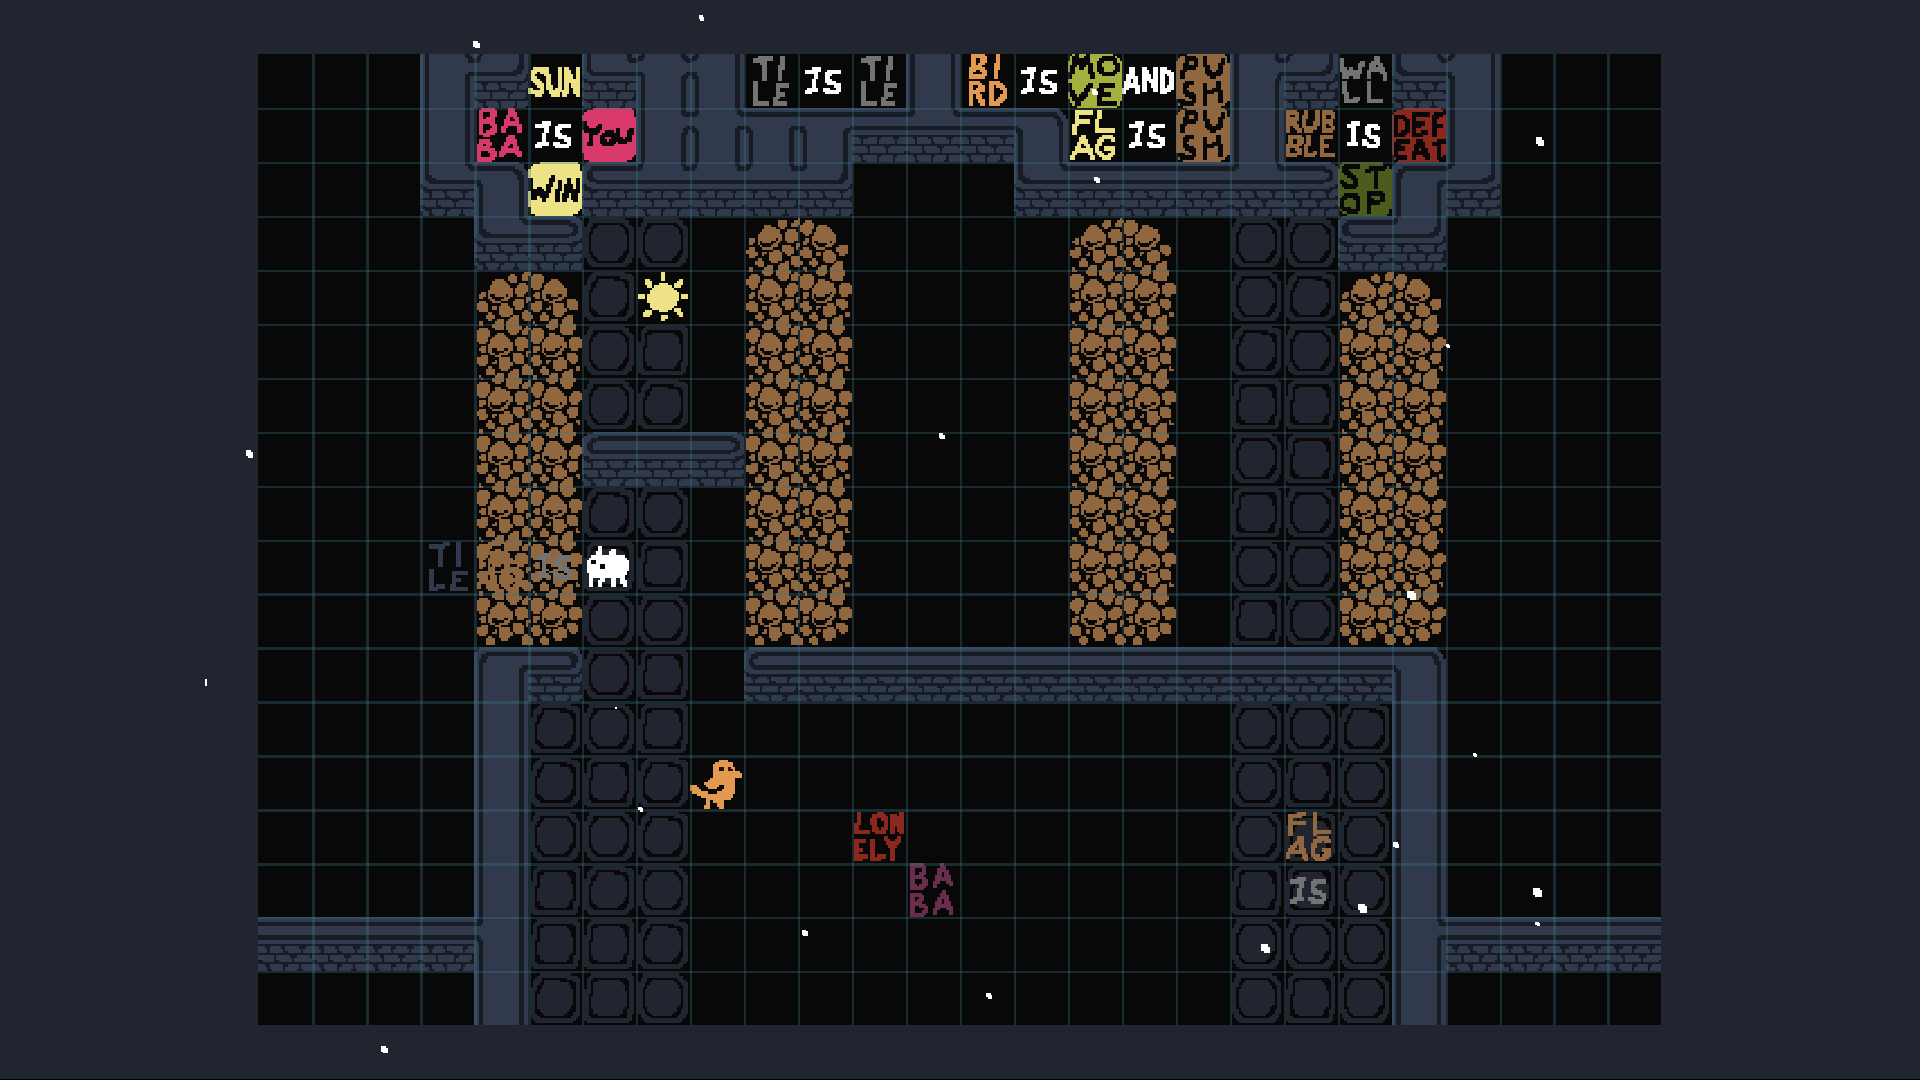 SUN
TILE IS TILE
BIRD IS MOVE AND PUSH
WALL
BABA IS YOU
FLAG IS PUSH
RUBBLE IS DEFEAT
WIN
STOP
TILE
IS
LONELY
FLAG
BABA
IS